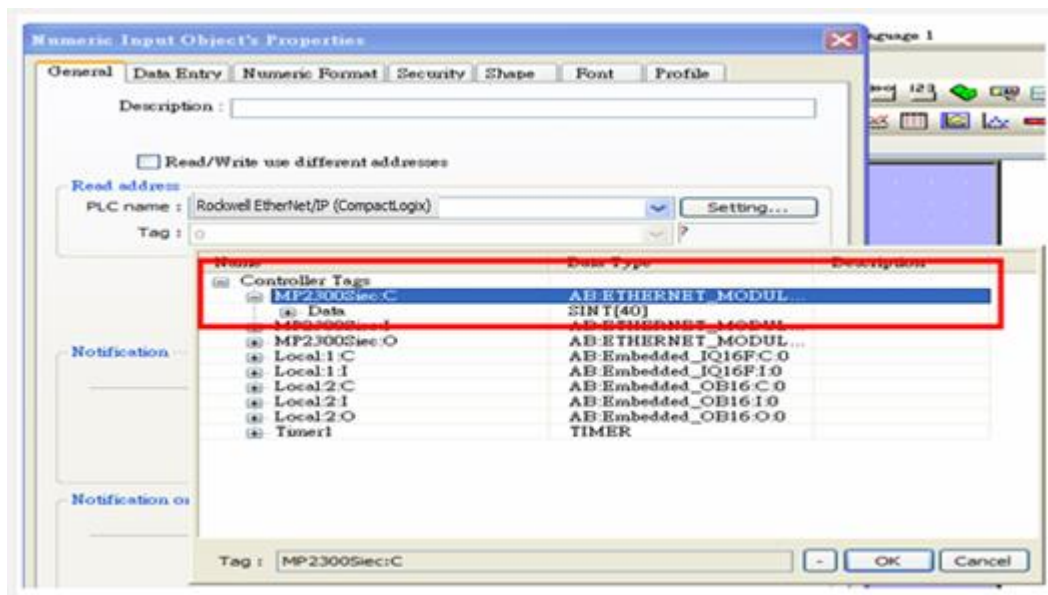 Numeric Input Object's Properties
nguage 1
General Data Entry Numeric Format Security Shape Font Profile
Description :
123
Read/Write use different addresses
Read address
PLC name : Rockwell EtherNet/IP (CompactLogix) Setting...
Tag : 0 ?
Name Data Type Description
Controller Tags
MP2300Siec:C AB:ETHERNET_MODUL...
Data SINT[40]
MP2300Siec:I AB:ETHERNET_MODUL...
MP2300Siec:O AB:ETHERNET_MODUL...
Notification
Local:1:C AB:Embedded_IQ16F:C:0
Local:1:I AB:Embedded_IQ16F:I:0
Local:2:C AB:Embedded_OB16:C:0
Local:2:I AB:Embedded_OB16:I:0
Local:2:O AB:Embedded_OB16:O:0
Timer1 TIMER
Notification on
Tag : MP2300Siec:C - OK Cancel